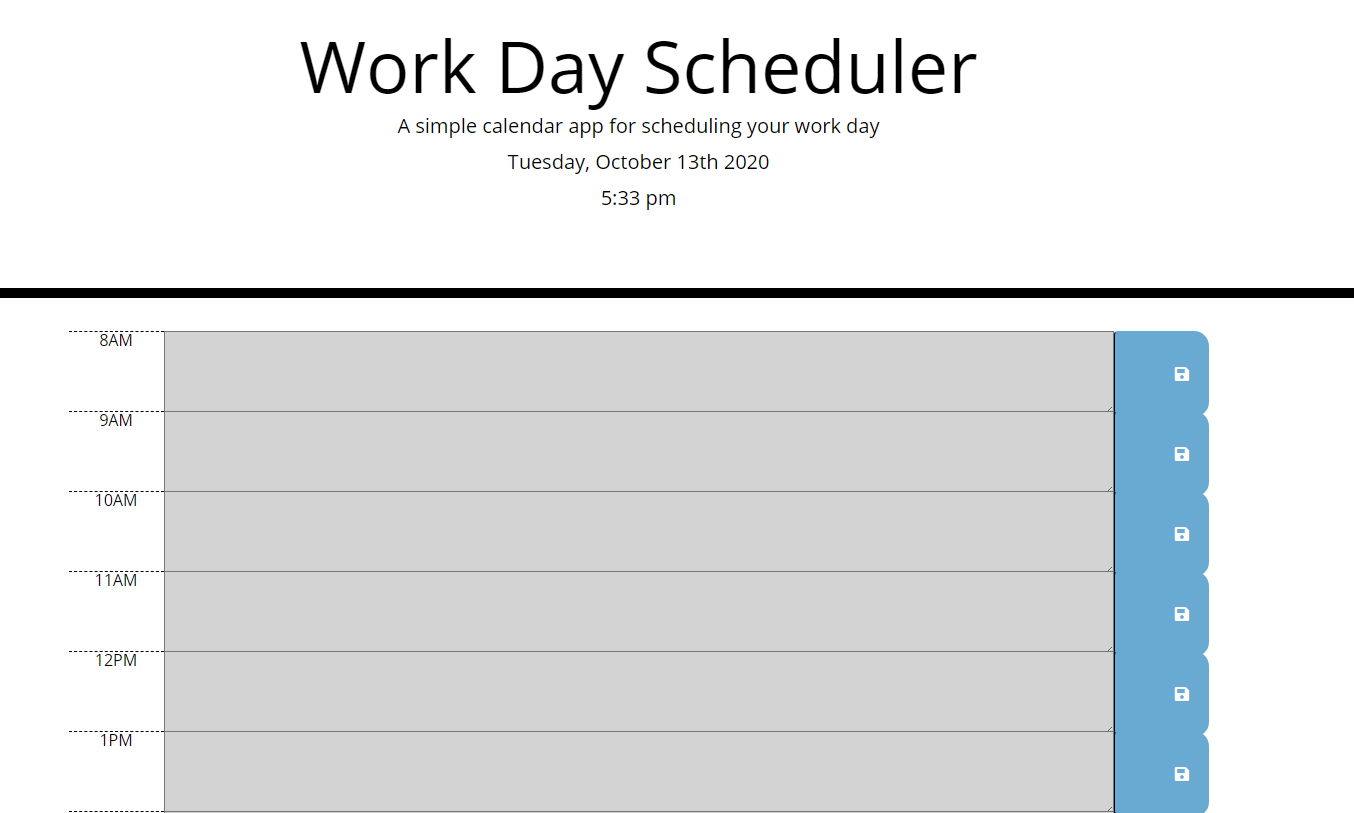 Work Day Scheduler
A simple calendar app for scheduling your work day
Tuesday, October 13th 2020
5:33 pm
8AM
9AM
10AM
11AM
12PM
1PM